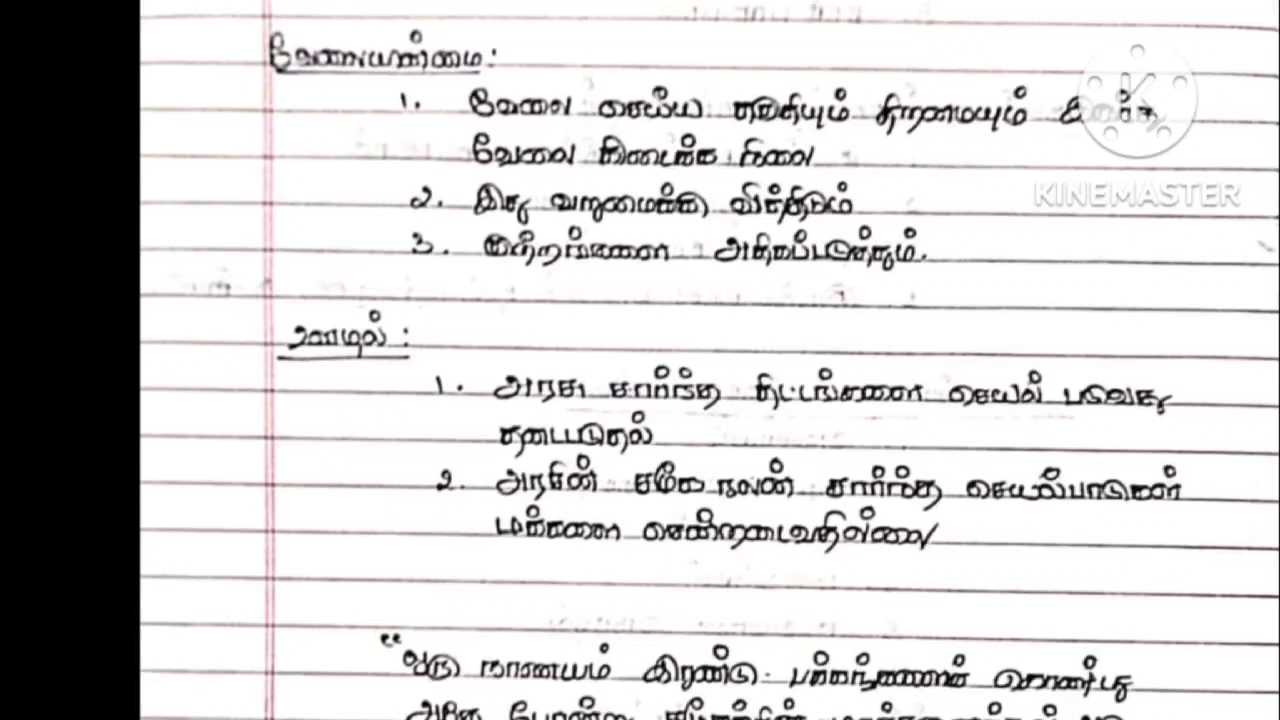 வேலையண்மை:
1. வேலை செய்ய தகுதியும் திறமையும்
வேலை கிடைக்க நிலை
2. இது வறுமைக்கு வித்திடும்
3. குற்றங்களை அதிகப்படுத்தும்.
ஊழல் :
1. அரசு சார்ந்த திட்டங்களை செயல் படுவது
தடைபடுதல்
2. அரசின் சமூக நலன் சார்ந்த செயல்பாடுகள்
மக்களை சென்றடைவதில்லை
"ஒரு நாணயம் இரண்டு பக்கங்களைக் கொண்டது
அதே போன்று
KINEMASTER